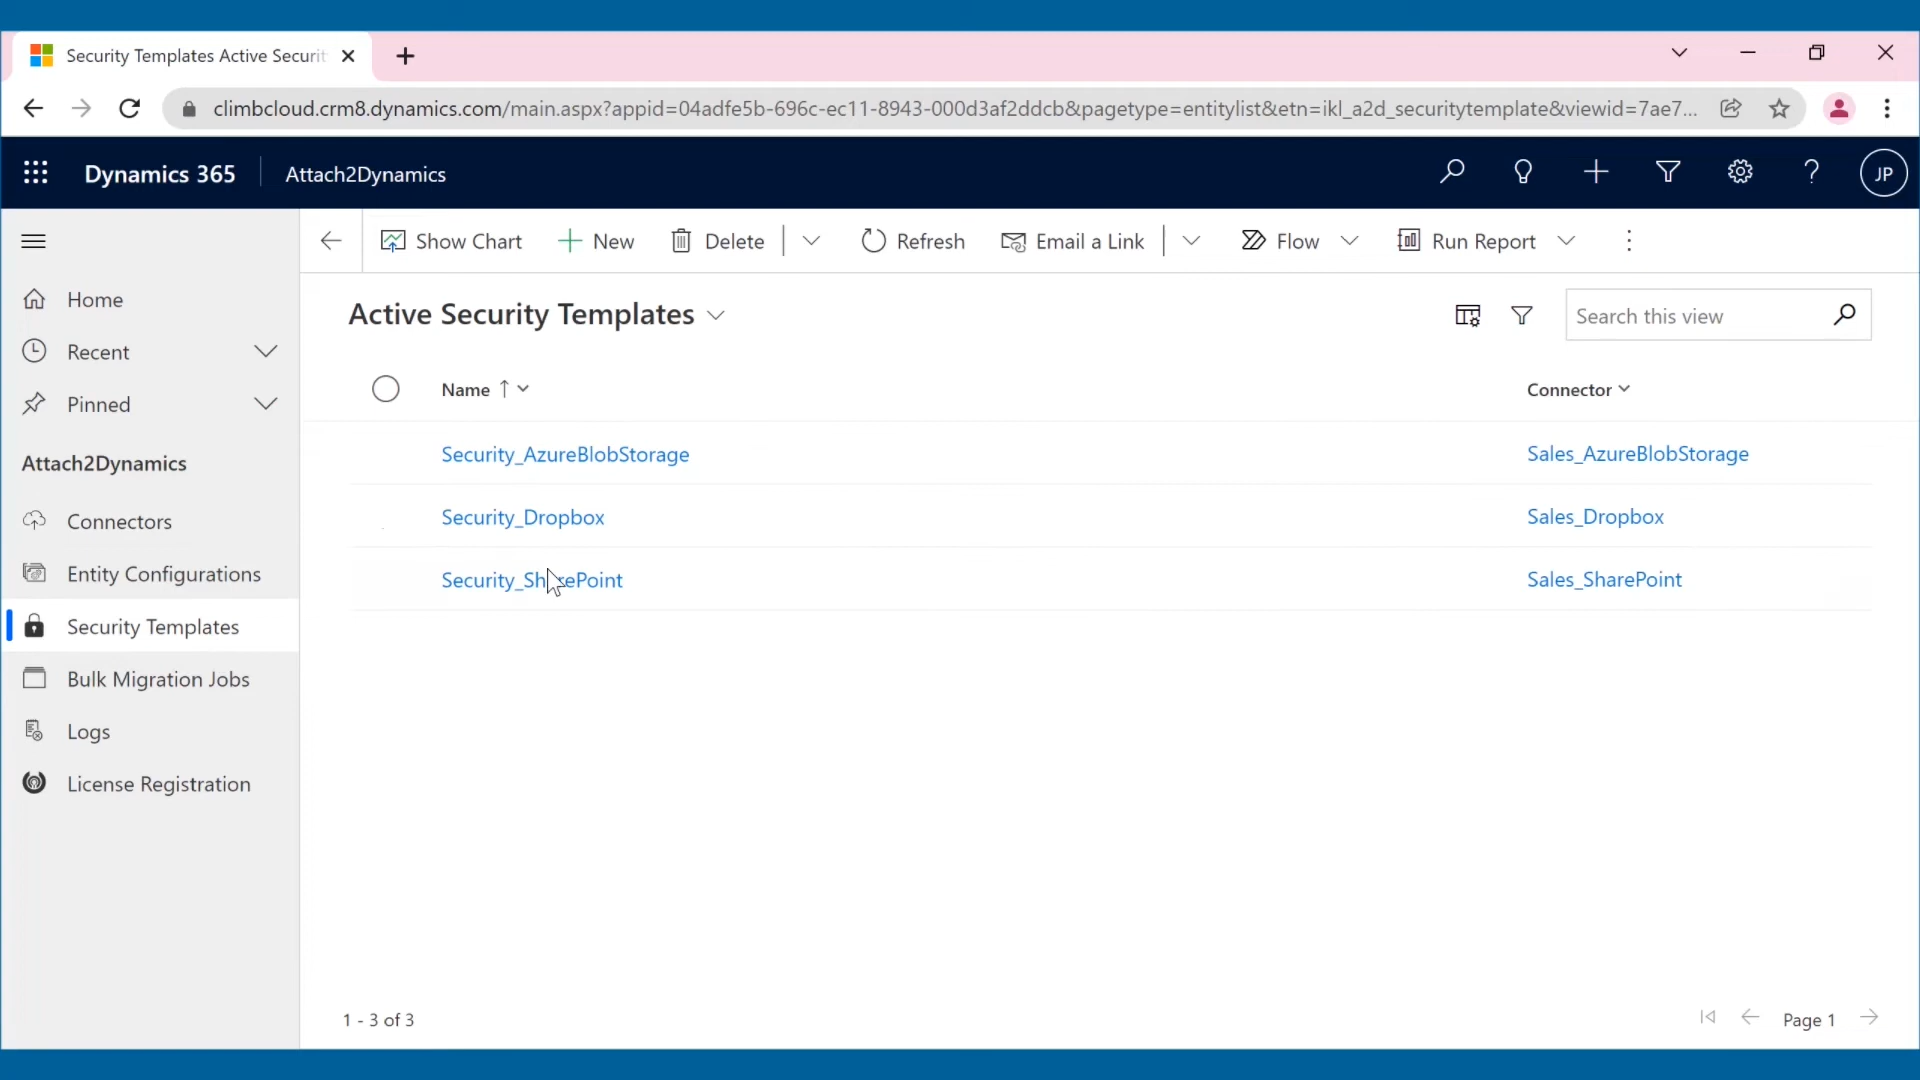 Security Templates Active Securit
climbcloud.crm8.dynamics.com/main.aspx?appid=04adfe5b-696c-ec11-8943-000d3af2ddcb&pagetype=entitylist&etn=ikl_a2d_securitytemplate&viewid=7ae7...
Dynamics 365 Attach2Dynamics JP
Show Chart New Delete Refresh Email a Link Flow Run Report
Home
Recent
Pinned
Attach2Dynamics
Connectors
Entity Configurations
Security Templates
Bulk Migration Jobs
Logs
License Registration
Active Security Templates
Search this view
Name Connector
Security_AzureBlobStorage Sales_AzureBlobStorage
Security_Dropbox Sales_Dropbox
Security_SharePoint Sales_SharePoint
1 - 3 of 3
Page 1